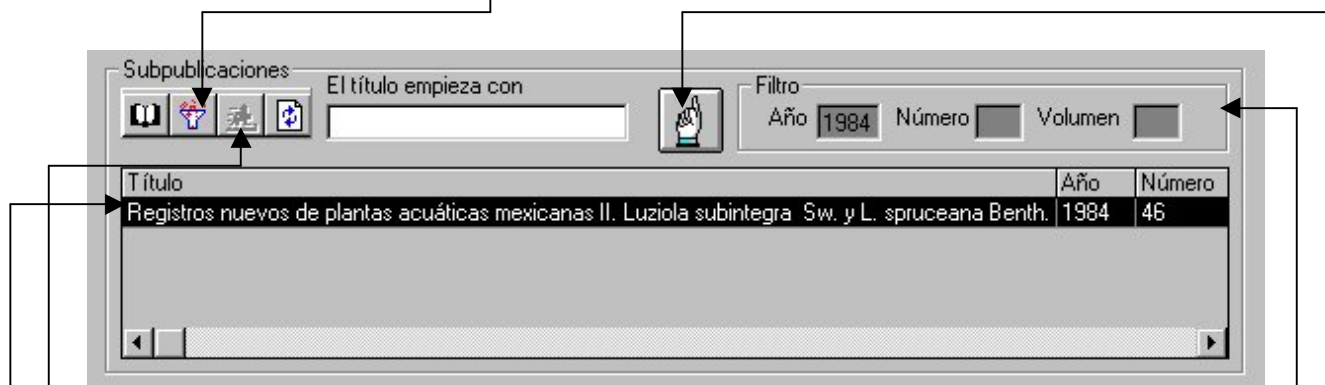 Subpublicaciones
El título empieza con
Filtro
Año 1984 Número Volumen
Título Año Número
Registros nuevos de plantas acuáticas mexicanas II. Luziola subintegra Sw. y L. spruceana Benth. 1984 46